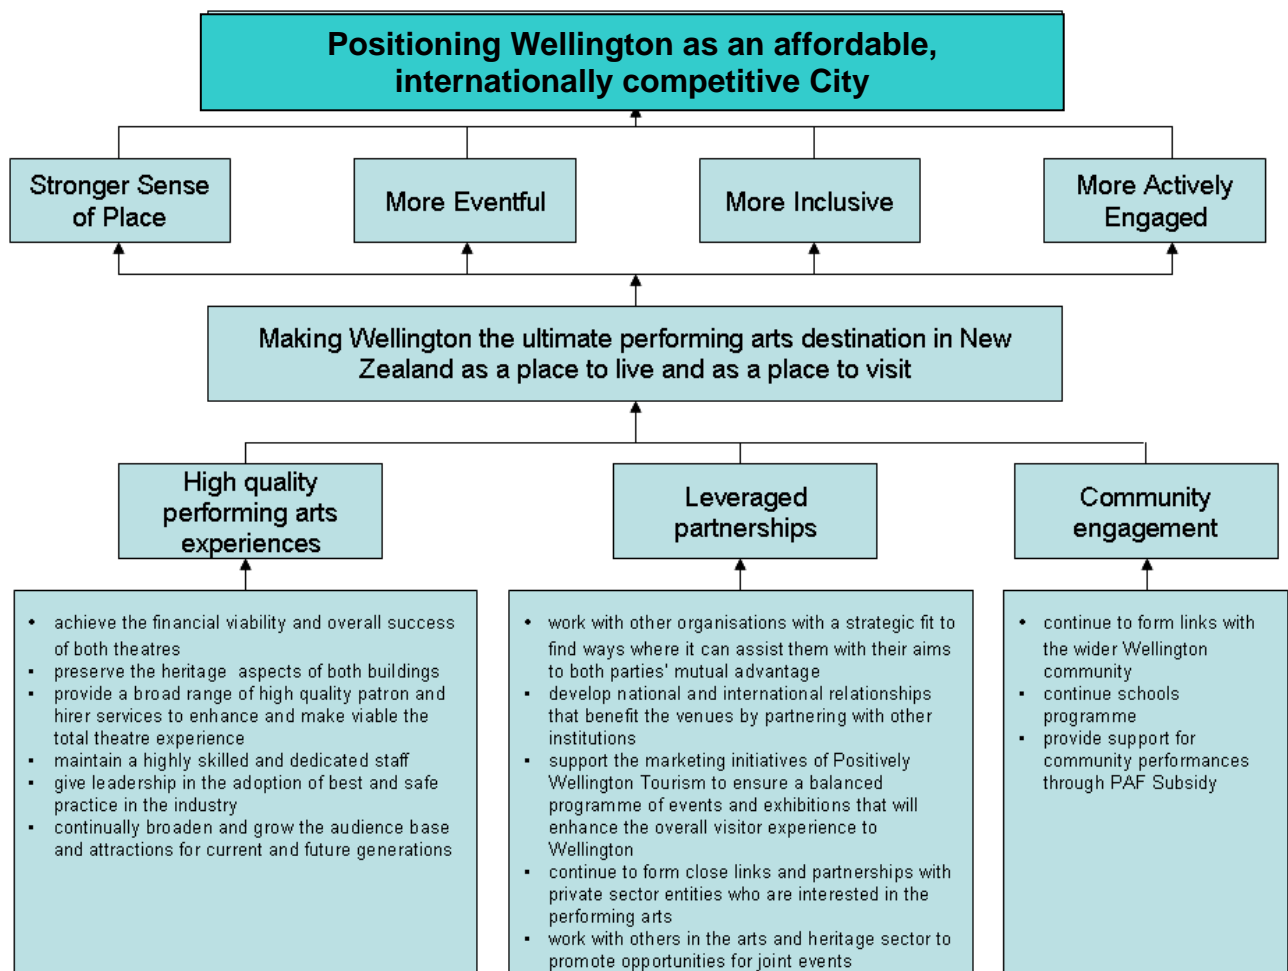 Positioning Wellington as an affordable,
internationally competitive City
Stronger Sense
of Place
More Eventful
More Inclusive
More Actively
Engaged
Making Wellington the ultimate performing arts destination in New
Zealand as a place to live and as a place to visit
High quality
performing arts
experiences
Leveraged
partnerships
Community
engagement
• achieve the financial viability and overall success
of both theatres
▪ preserve the heritage aspects of both buildings
▪ provide a broad range of high quality patron and
hirer services to enhance and make viable the
total theatre experience
▪ maintain a highly skilled and dedicated staff
▪ give leadership in the adoption of best and safe
practice in the industry
▪ continually broaden and grow the audience base
and attractions for current and future generations
• work with other organisations with a strategic fit to
find ways where it can assist them with their aims
to both parties' mutual advantage
▪ develop national and international relationships
that benefit the venues by partnering with other
institutions
▪ support the marketing initiatives of Positively
Wellington Tourism to ensure a balanced
programme of events and exhibitions that will
enhance the overall visitor experience to
Wellington
▪ continue to form close links and partnerships with
private sector entities who are interested in the
performing arts
▪ work with others in the arts and heritage sector to
promote opportunities for joint events
• continue to form links with
the wider Wellington
community
▪ continue schools
programme
▪ provide support for
community performances
through PAF Subsidy